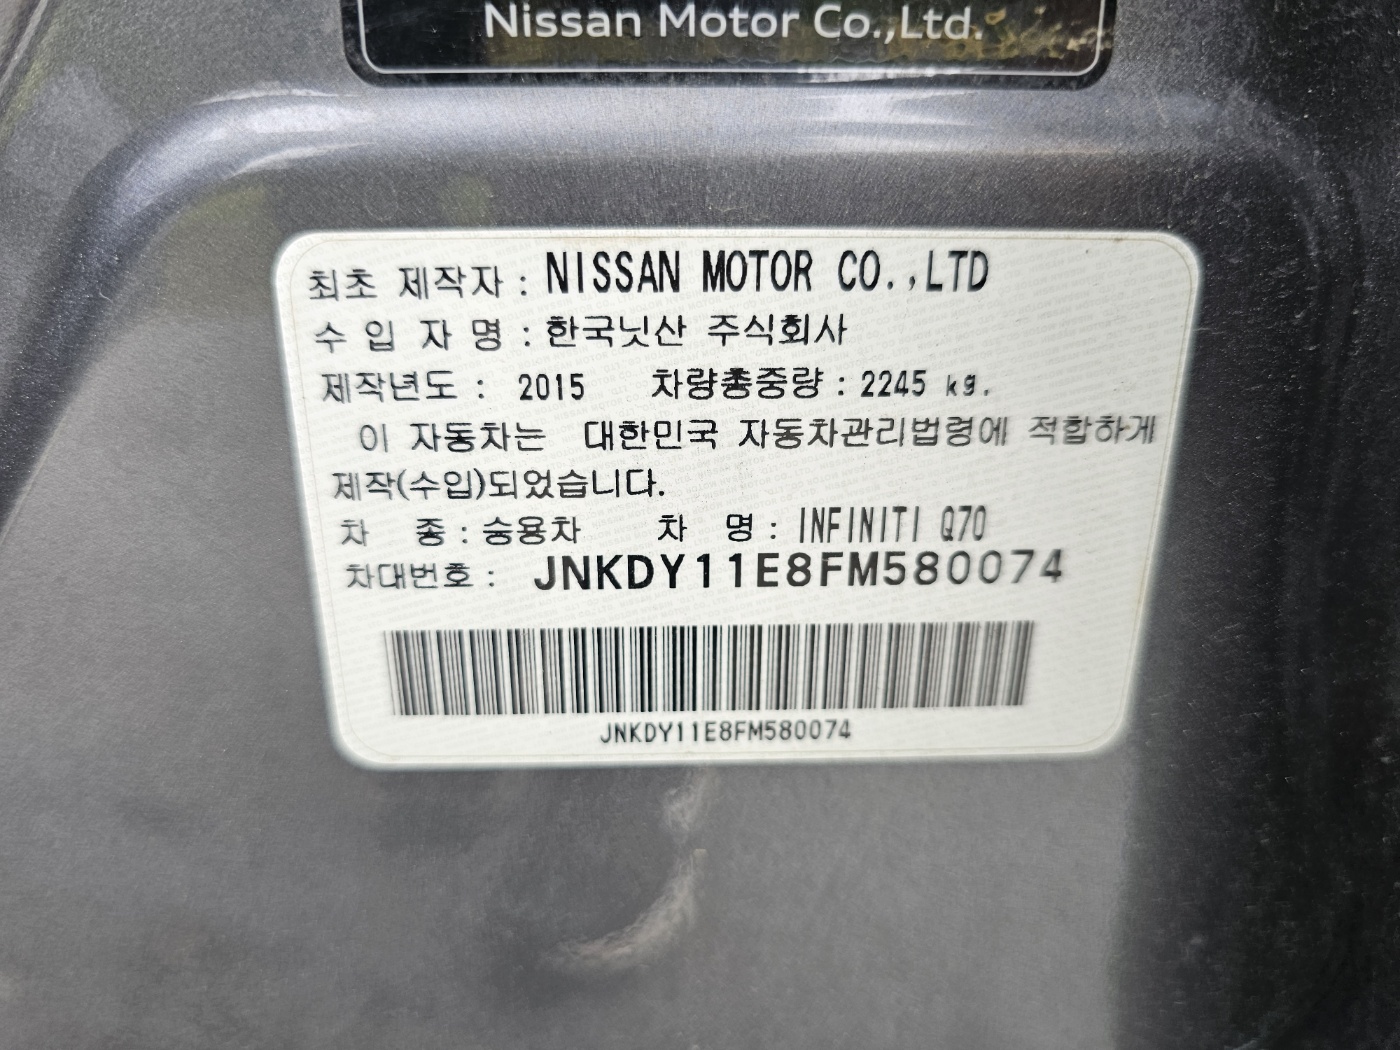 Nissan Motor Co.,Ltd.
최초 제작자 : NISSAN MOTOR CO.,LTD
수 입 자 명 : 한국닛산 주식회사
제작년도 : 2015 차량총중량 : 2245 kg.
이 자동차는 대한민국 자동차관리법령에 적합하게
제작(수입)되었습니다.
차 종 : 승용차 차 명 : INFINITI Q70
차대번호 : JNKDY11E8FM580074
JNKDY11E8FM580074